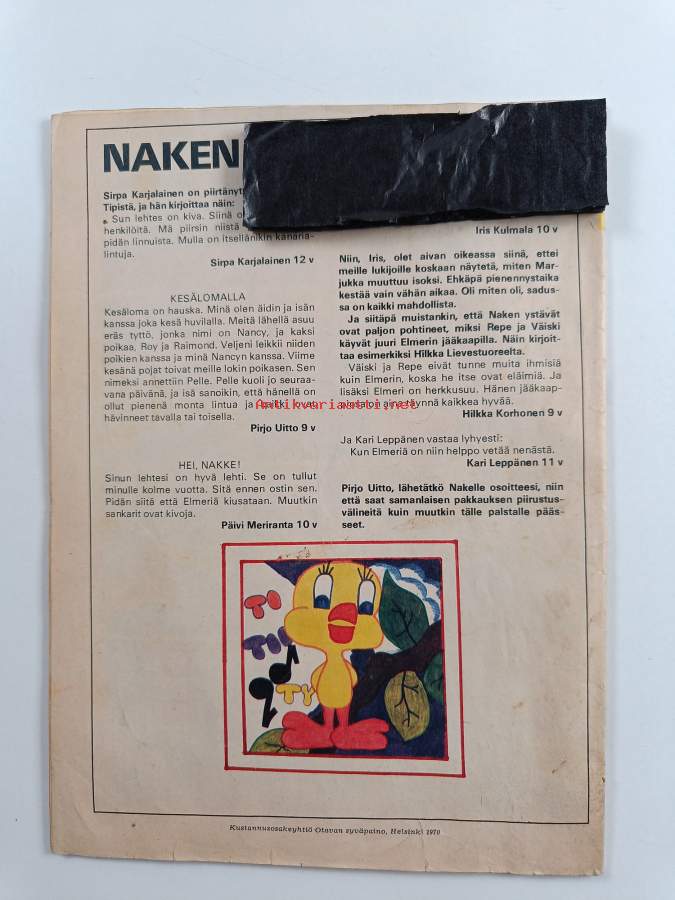 NAKEN
Sirpa Karjalainen on piirtänyt
Tipistä, ja hän kirjoittaa näin:
Sun lehtes on kiva. Siinä
henkilöitä. Mä piirsin niistä
pidän linnuista. Mulla on itsellänikin kanaria-
lintuja.
Sirpa Karjalainen 12 v
KESÄLOMALLA
Kesäloma on hauska. Minä olen äidin ja isän
kanssa joka kesä huvilalla. Meitä lähellä asuu
eräs tyttö, jonka nimi on Nancy, ja kaksi
poikaa, Roy ja Raimond. Veljeni leikkii niiden
poikien kanssa ja minä Nancyn kanssa. Viime
kesänä pojat toivat meille lokin poikasen. Sen
nimeksi annettiin Pelle. Pelle kuoli jo seuraa-
vana päivänä, ja isä sanoikin, että hänellä on
ollut pienenä monta lintua ja kaikki ovat
hävinneet tavalla tai toisella.
Pirjo Uitto 9 v
HEI, NAKKE!
Sinun lehtesi on hyvä lehti. Se on tullut
minulle kolme vuotta. Sitä ennen ostin sen.
Pidän siitä että Elmeriä kiusataan. Muutkin
sankarit ovat kivoja.
Päivi Meriranta 10 v
Iris Kulmala 10 v
Niin, Iris, olet aivan oikeassa siinä, ettei
meille lukijoille koskaan näytetä, miten Mar-
jukka muuttuu isoksi. Ehkäpä pienennystaika
kestää vain vähän aikaa. Oli miten oli, sadus-
sa on kaikki mahdollista.
Ja siitäpä muistankin, että Naken ystävät
ovat paljon pohtineet, miksi Repe ja Väiski
käyvät juuri Elmerin jääkaapilla. Näin kirjoit-
taa esimerkiksi Hilkka Lievestuoreelta.
Väiski ja Repe eivät tunne muita ihmisiä
kuin Elmerin, koska he itse ovat eläimiä. Ja
lisäksi Elmeri on herkkusuu. Hänen jääkaap-
pinsa on aina täynnä kaikkea hyvää.
Hilkka Korhonen 9 v
Ja Kari Leppänen vastaa lyhyesti:
Kun Elmeriä on niin helppo vetää nenästä.
Kari Leppänen 11 v
Pirjo Uitto, lähetätkö Nakelle osoitteesi, niin
että saat samanlaisen pakkauksen piirustus-
välineitä kuin muutkin tälle palstalle pääs-
seet.
Antikvariaatti.net
TI
TY
Kustannusosakeyhtiö Otavan syväpaino, Helsinki 1970